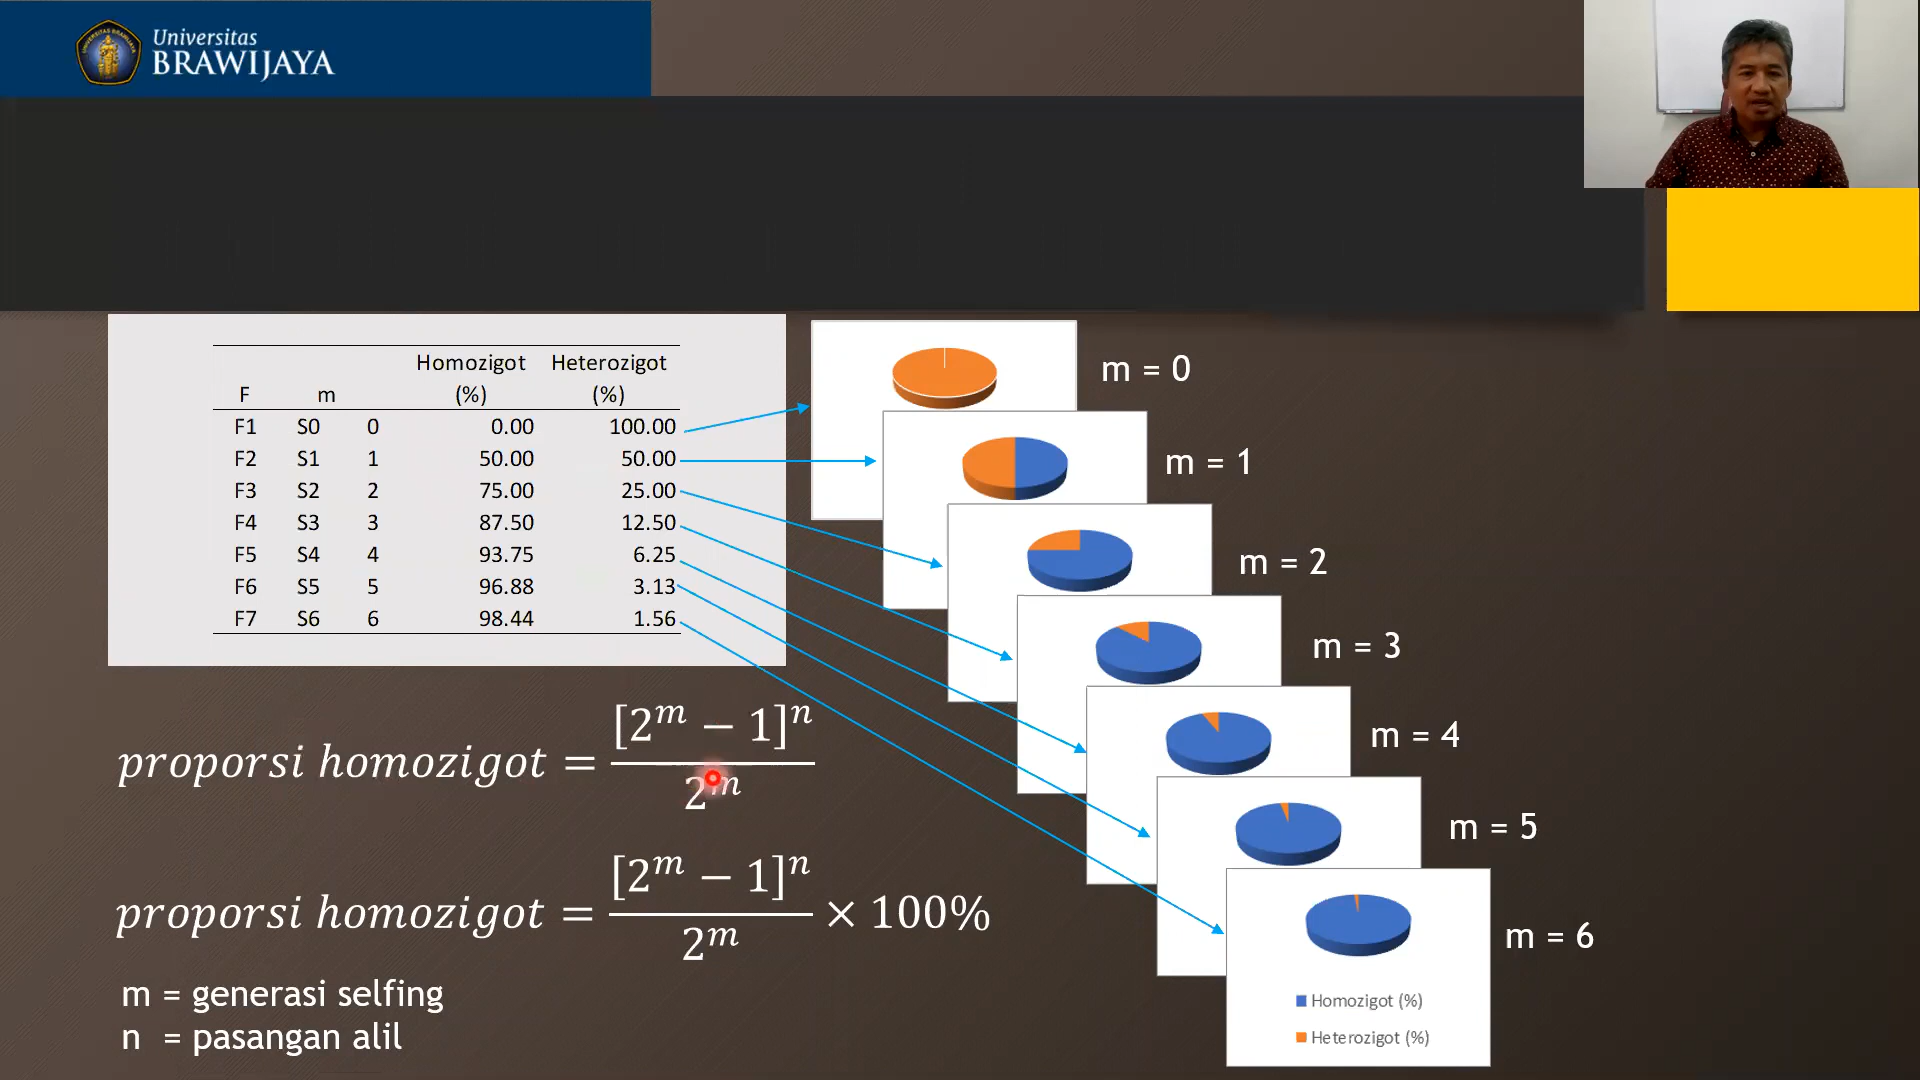 Universitas
BRAWIJAYA
Homozigot Heterozigot
F m (%) (%)
F1 S0 0 0.00 100.00
F2 S1 1 50.00 50.00
F3 S2 2 75.00 25.00
F4 S3 3 87.50 12.50
F5 S4 4 93.75 6.25
F6 S5 5 96.88 3.13
F7 S6 6 98.44 1.56
m = 0
m = 1
m = 2
m = 3
m = 4
m = 5
m = 6
Homozigot (%)
Heterozigot (%)
proporsi homozigot = [2^m − 1]^n / 2^m
proporsi homozigot = [2^m − 1]^n / 2^m × 100%
m = generasi selfing
n = pasangan alil